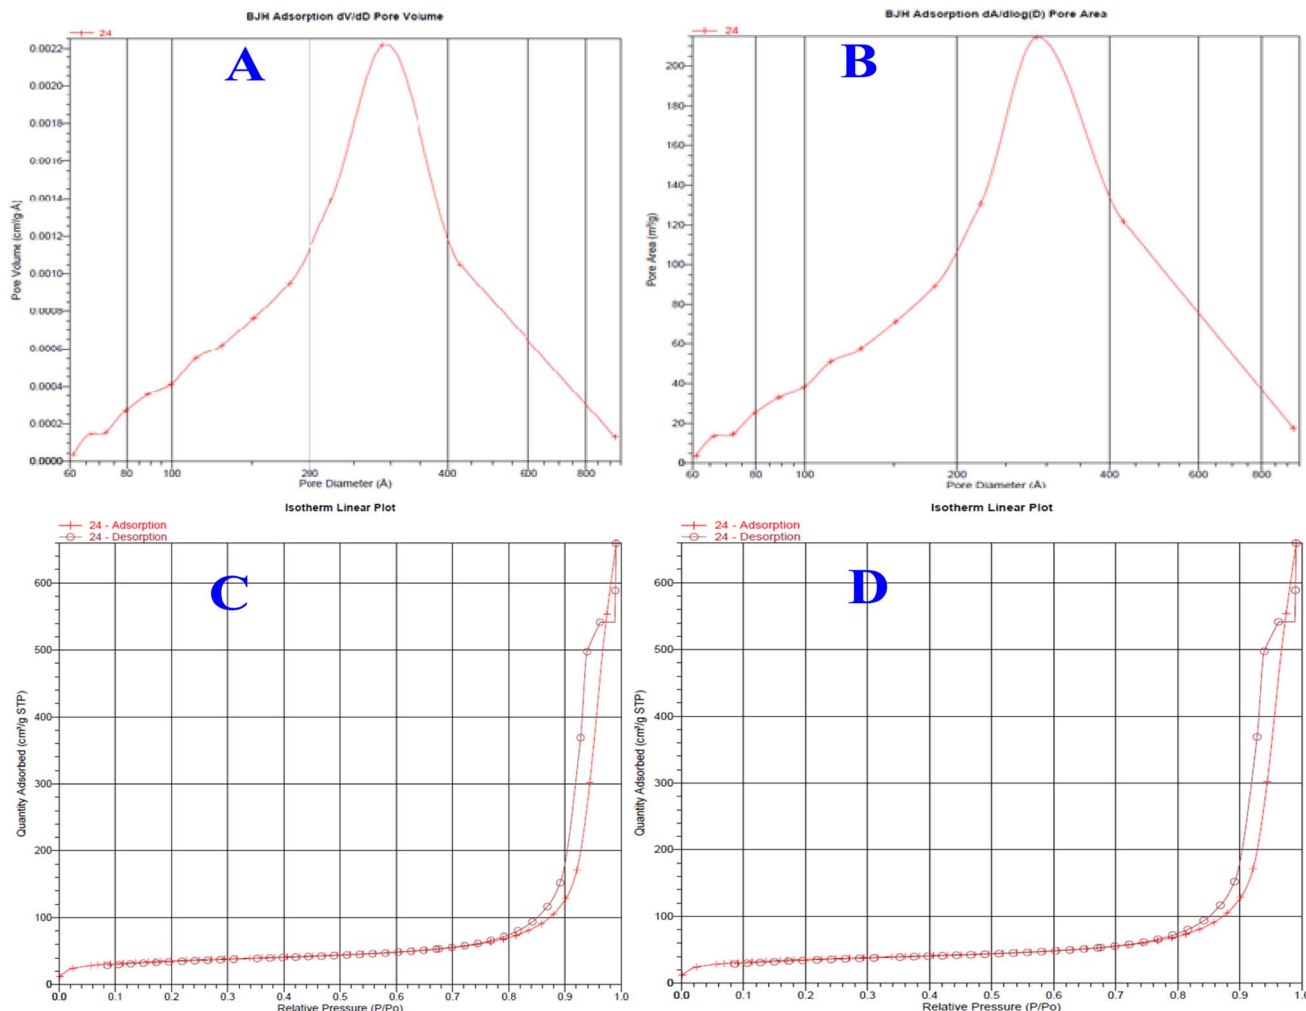 BJH Adsorption dV/dD Pore Volume
24
A
0.0022
0.0020
0.0018
0.0016
0.0014
0.0012
0.0010
0.0008
0.0006
0.0004
0.0002
0.0000
Pore Volume (cm³/g·Å)
60 80 100 200 400 600 800
Pore Diameter (Å)
BJH Adsorption dA/dlog(D) Pore Area
24
B
200
180
160
140
120
100
80
60
40
20
0
Pore Area (m²/g)
60 80 100 200 400 600 800
Pore Diameter (Å)
Isotherm Linear Plot
24 - Adsorption
24 - Desorption
C
600
500
400
300
200
100
0
Quantity Adsorbed (cm³/g STP)
0.0 0.1 0.2 0.3 0.4 0.5 0.6 0.7 0.8 0.9 1.0
Relative Pressure (P/Po)
Isotherm Linear Plot
24 - Adsorption
24 - Desorption
D
600
500
400
300
200
100
0
Quantity Adsorbed (cm³/g STP)
0.0 0.1 0.2 0.3 0.4 0.5 0.6 0.7 0.8 0.9 1.0
Relative Pressure (P/Po)